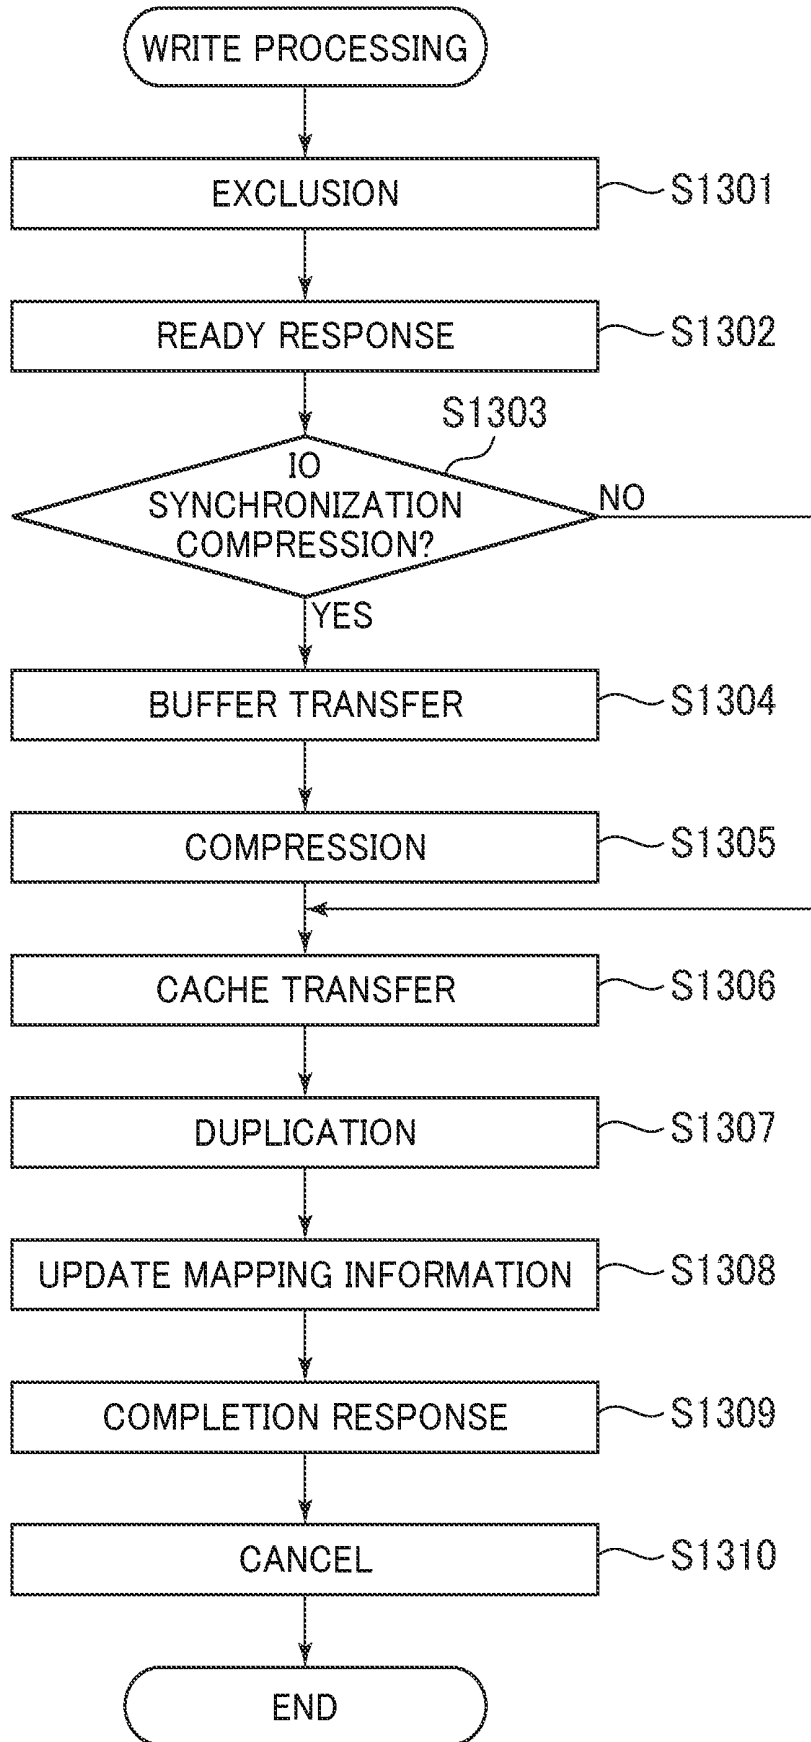 WRITE PROCESSING
EXCLUSION
S1301
READY RESPONSE
S1302
S1303
IO
SYNCHRONIZATION
COMPRESSION?
NO
YES
BUFFER TRANSFER
S1304
COMPRESSION
S1305
CACHE TRANSFER
S1306
DUPLICATION
S1307
UPDATE MAPPING INFORMATION
S1308
COMPLETION RESPONSE
S1309
CANCEL
S1310
END